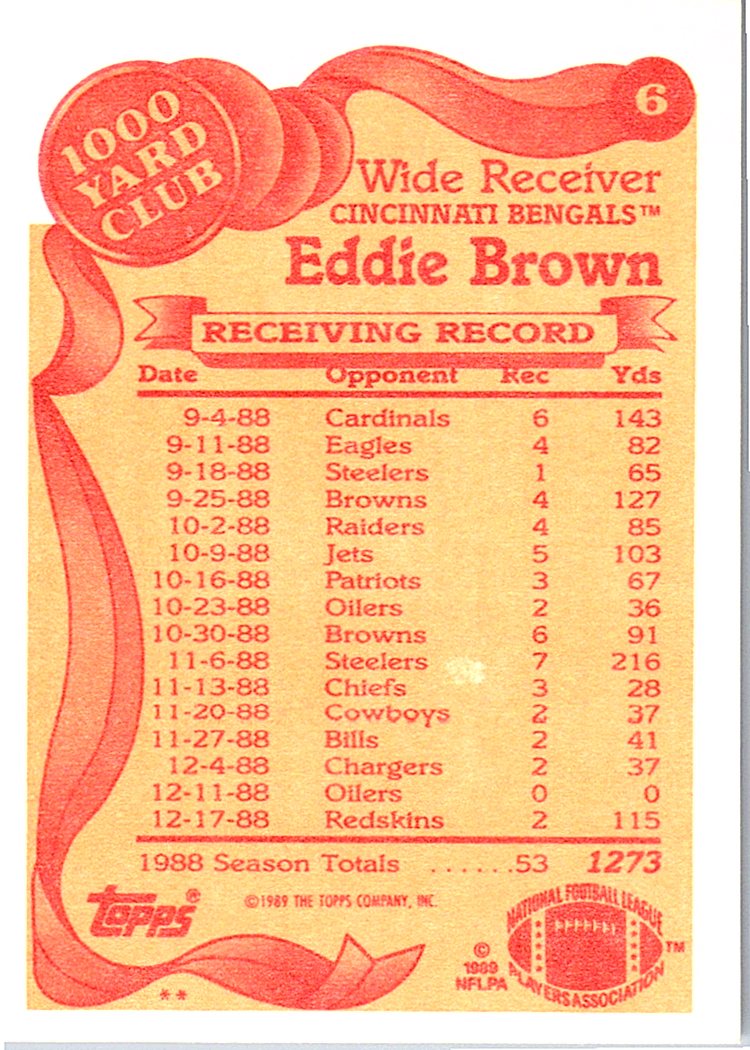 1000
YARD
CLUB
6
Wide Receiver
CINCINNATI BENGALS™
Eddie Brown
RECEIVING RECORD
Date Opponent Rec Yds
9-4-88 Cardinals 6 143
9-11-88 Eagles 4 82
9-18-88 Steelers 1 65
9-25-88 Browns 4 127
10-2-88 Raiders 4 85
10-9-88 Jets 5 103
10-16-88 Patriots 3 67
10-23-88 Oilers 2 36
10-30-88 Browns 6 91
11-6-88 Steelers 7 216
11-13-88 Chiefs 3 28
11-20-88 Cowboys 2 37
11-27-88 Bills 2 41
12-4-88 Chargers 2 37
12-11-88 Oilers 0 0
12-17-88 Redskins 2 115
1988 Season Totals ......53 1273
topps®
©1989 THE TOPPS COMPANY, INC.
NATIONAL FOOTBALL LEAGUE
PLAYERS ASSOCIATION
™
©
1989
NFLPA
**